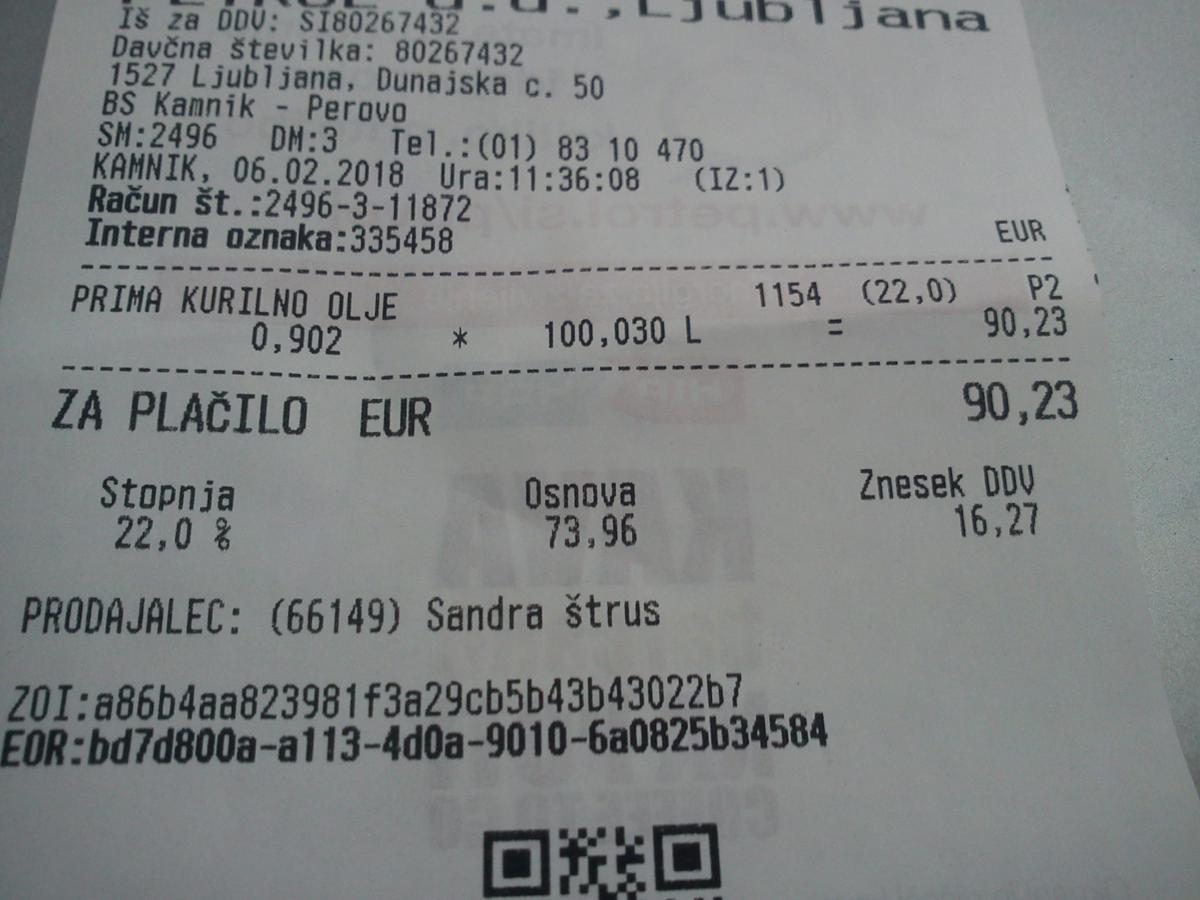 PETROL d.d.,Ljubljana
Iš za DDV: SI80267432
Davčna številka: 80267432
1527 Ljubljana, Dunajska c. 50
BS Kamnik - Perovo
SM:2496 DM:3 Tel.:(01) 83 10 470
KAMNIK, 06.02.2018 Ura:11:36:08 (IZ:1)
Račun št.:2496-3-11872
Interna oznaka:335458
EUR
PRIMA KURILNO OLJE 1154 (22,0) P2
0,902 * 100,030 L = 90,23
ZA PLAČILO EUR 90,23
Stopnja Osnova Znesek DDV
22,0 % 73,96 16,27
PRODAJALEC: (66149) Sandra štrus
ZOI:a86b4aa823981f3a29cb5b43b43022b7
EOR:bd7d800a-a113-4d0a-9010-6a0825b34584